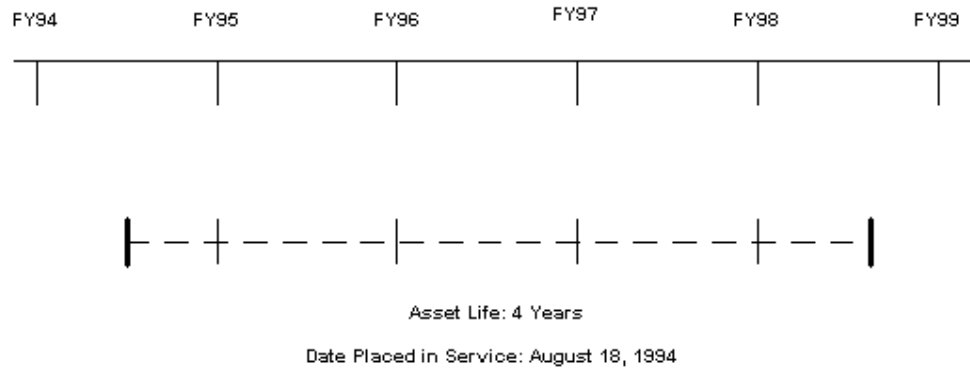 FY94 FY95 FY96 FY97 FY98 FY99
Asset Life: 4 Years
Date Placed in Service: August 18, 1994